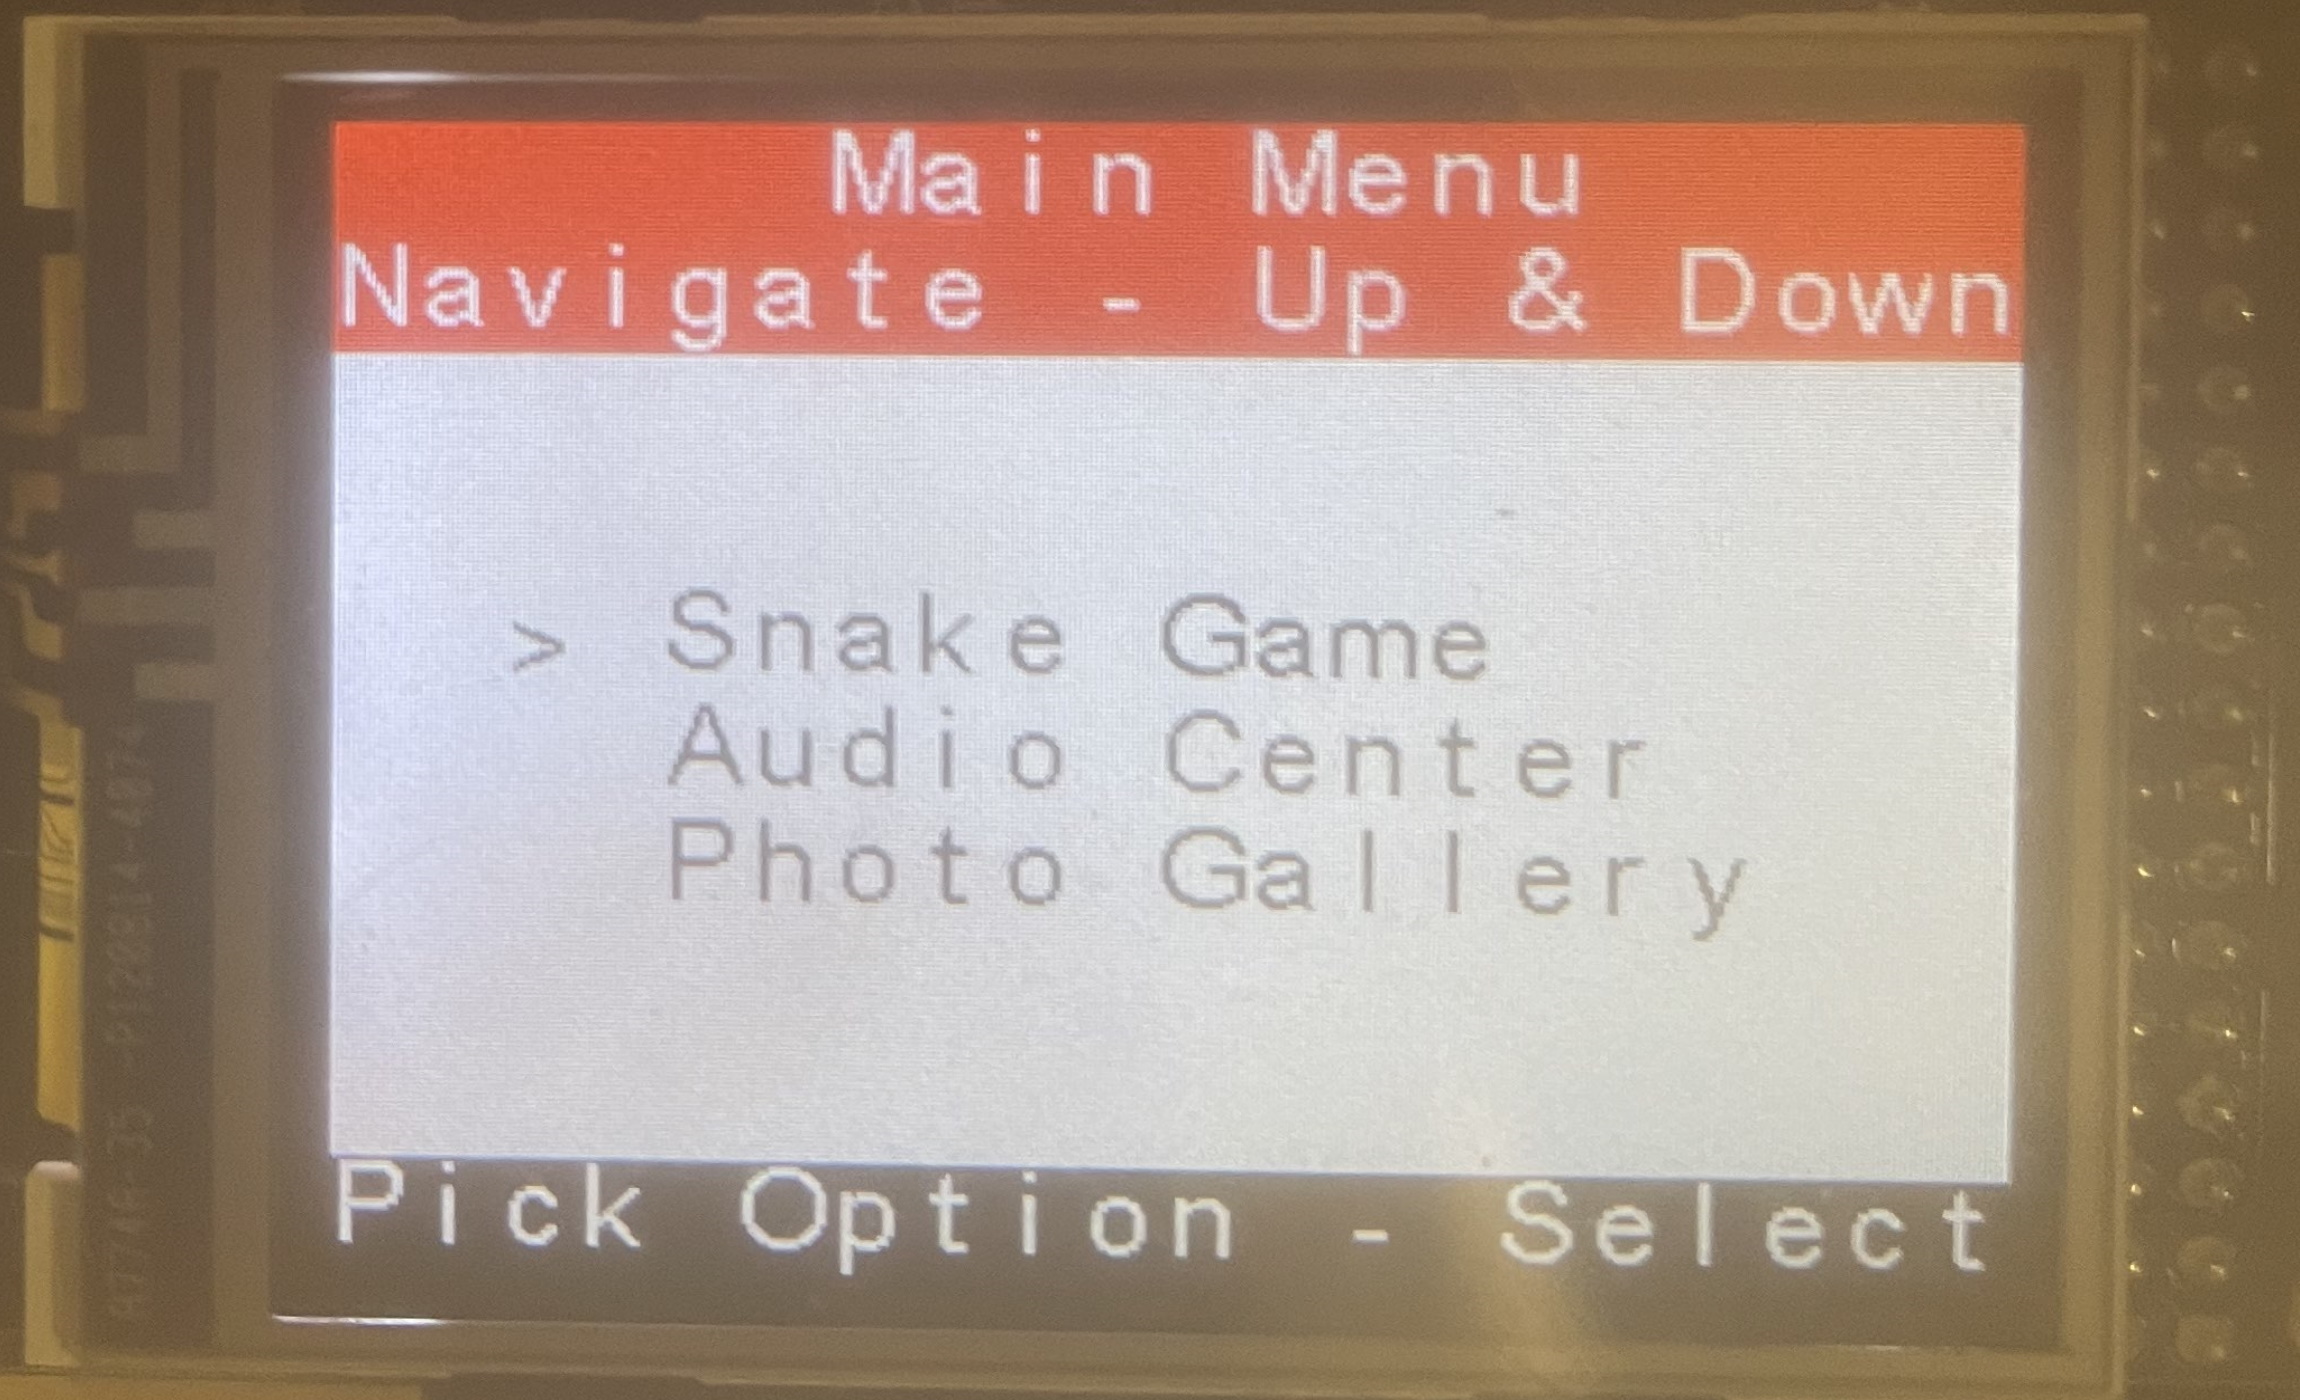 Main Menu
Navigate - Up & Down
> Snake Game
Audio Center
Photo Gallery
Pick Option - Select